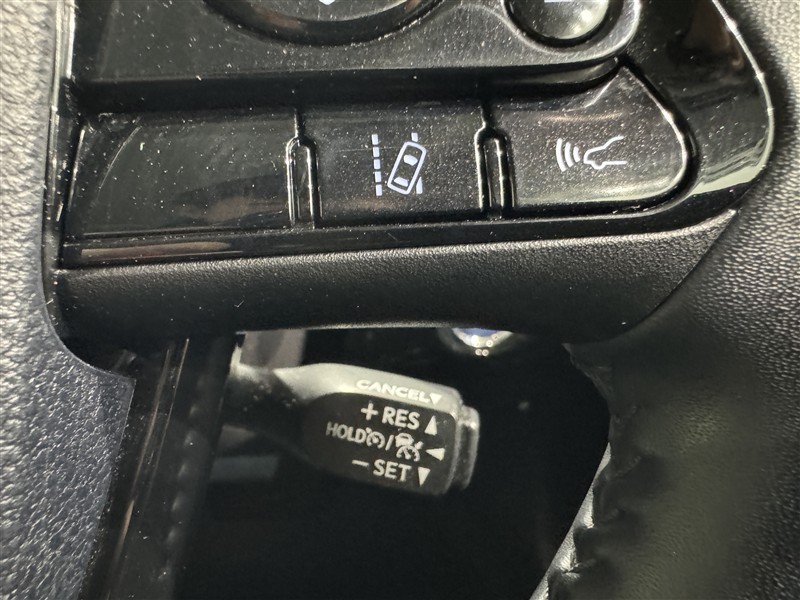 CANCEL▼
+RES▲
HOLD/◀
−SET▼